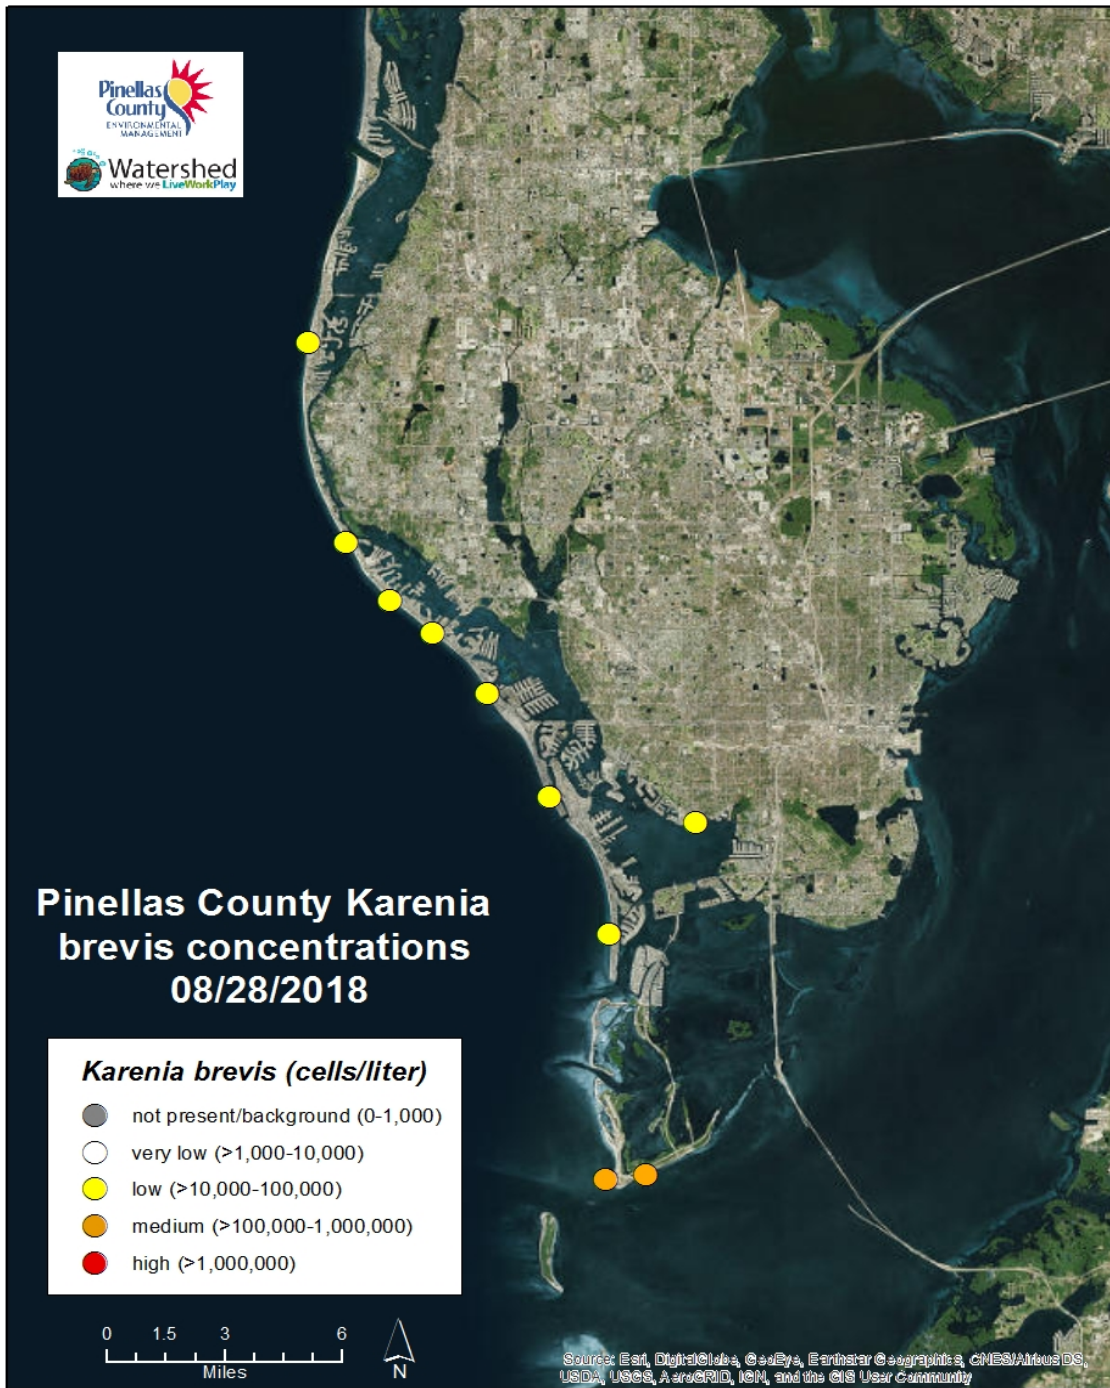 Pinellas
County
ENVIRONMENTAL
MANAGEMENT
Watershed
where we LiveWorkPlay
Pinellas County Karenia
brevis concentrations
08/28/2018
Karenia brevis (cells/liter)
not present/background (0-1,000)
very low (>1,000-10,000)
low (>10,000-100,000)
medium (>100,000-1,000,000)
high (>1,000,000)
0 1.5 3 6
Miles
N
Source: Esri, DigitalGlobe, GeoEye, Earthstar Geographics, CNES/Airbus DS,
USDA, USGS, AeroGRID, IGN, and the GIS User Community